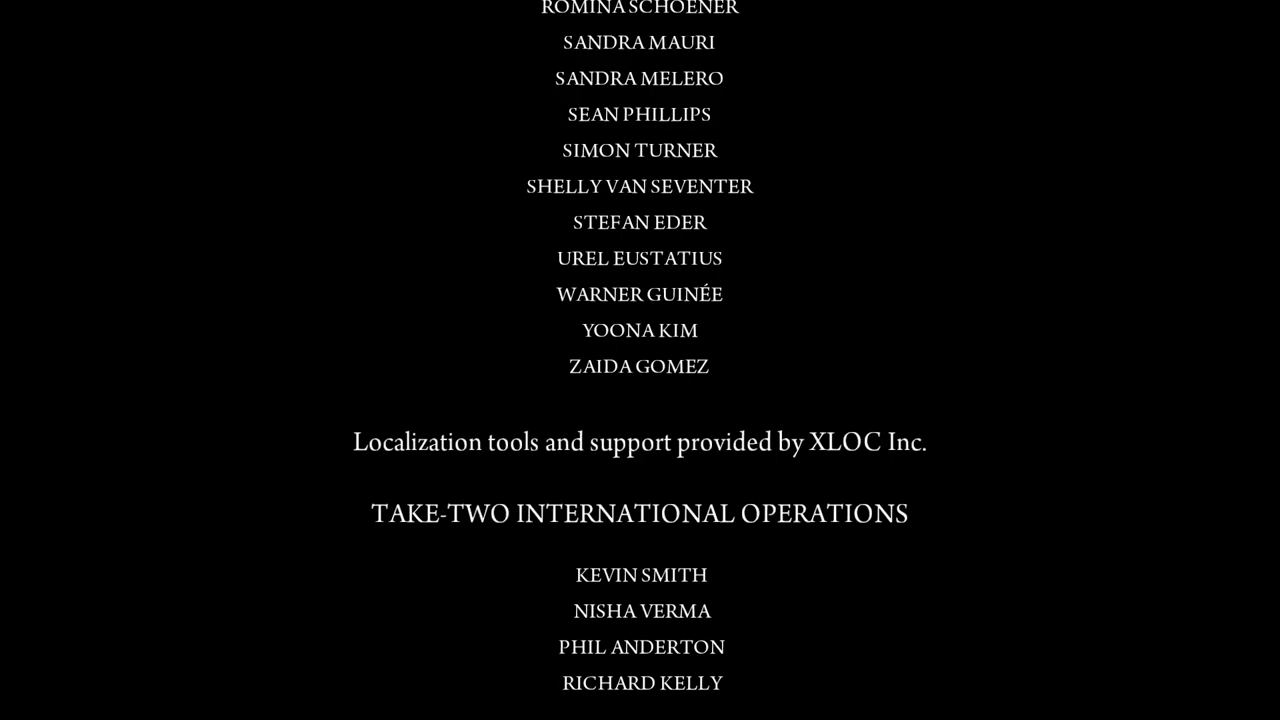 ROMINA SCHOENER
SANDRA MAURI
SANDRA MELERO
SEAN PHILLIPS
SIMON TURNER
SHELLY VAN SEVENTER
STEFAN EDER
UREL EUSTATIUS
WARNER GUINÉE
YOONA KIM
ZAIDA GOMEZ
Localization tools and support provided by XLOC Inc.
TAKE-TWO INTERNATIONAL OPERATIONS
KEVIN SMITH
NISHA VERMA
PHIL ANDERTON
RICHARD KELLY